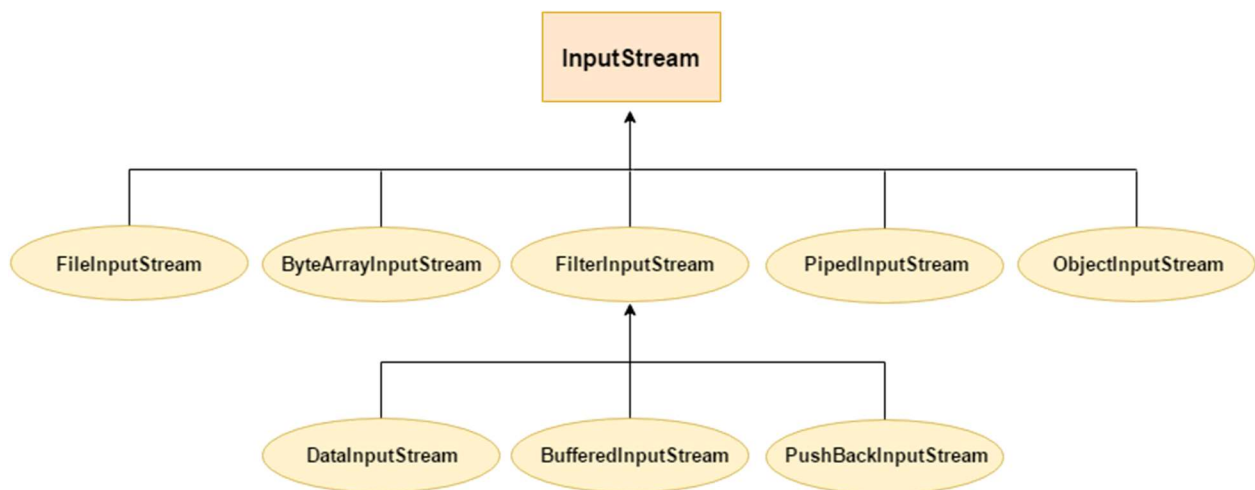 InputStream
FileInputStream
ByteArrayInputStream
FilterInputStream
PipedInputStream
ObjectInputStream
DataInputStream
BufferedInputStream
PushBackInputStream